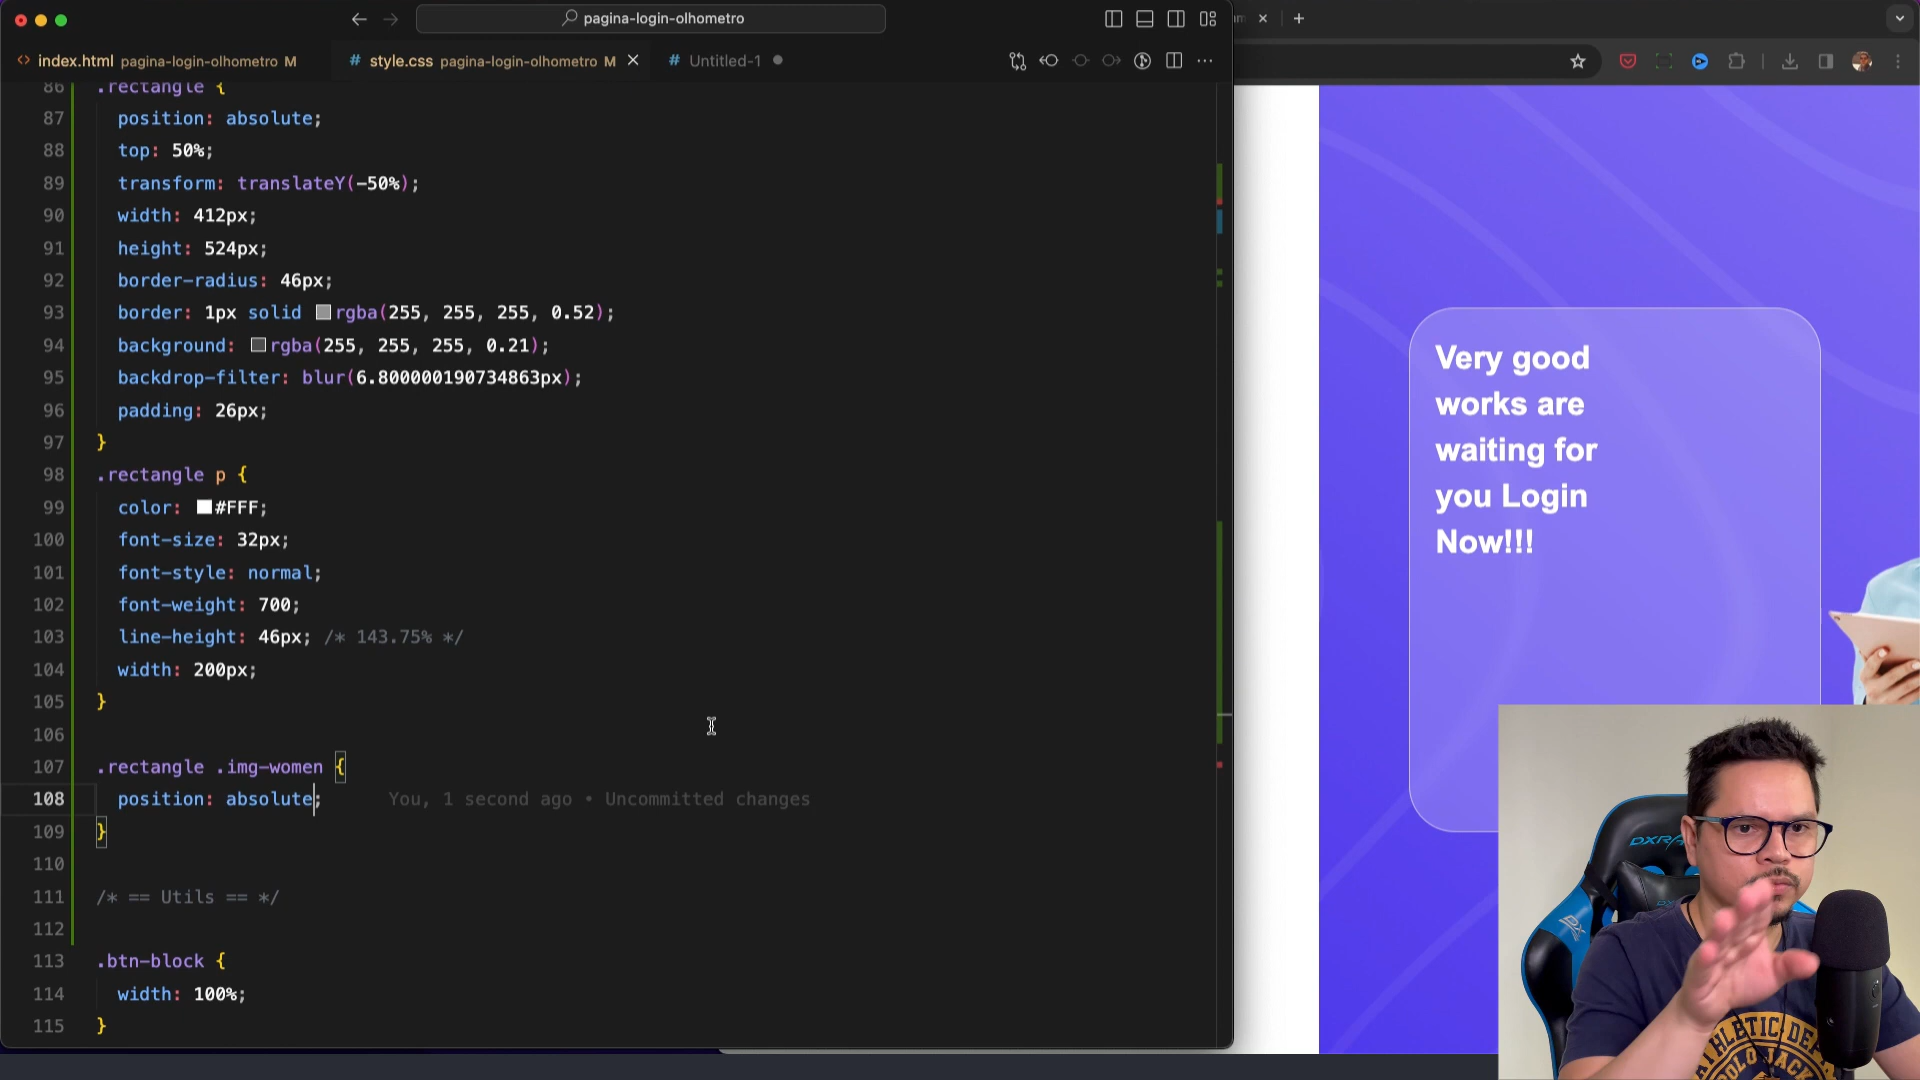 pagina-login-olhometro
index.html pagina-login-olhometro M
# style.css pagina-login-olhometro M
# Untitled-1
86 .rectangle {
87 position: absolute;
88 top: 50%;
89 transform: translateY(-50%);
90 width: 412px;
91 height: 524px;
92 border-radius: 46px;
93 border: 1px solid rgba(255, 255, 255, 0.52);
94 background: rgba(255, 255, 255, 0.21);
95 backdrop-filter: blur(6.800000190734863px);
96 padding: 26px;
97 }
98 .rectangle p {
99 color: #FFF;
100 font-size: 32px;
101 font-style: normal;
102 font-weight: 700;
103 line-height: 46px; /* 143.75% */
104 width: 200px;
105 }
106
107 .rectangle .img-women {
108 position: absolute; You, 1 second ago • Uncommitted changes
109 }
110
111 /* == Utils == */
112
113 .btn-block {
114 width: 100%;
115 }
Very good
works are
waiting for
you Login
Now!!!